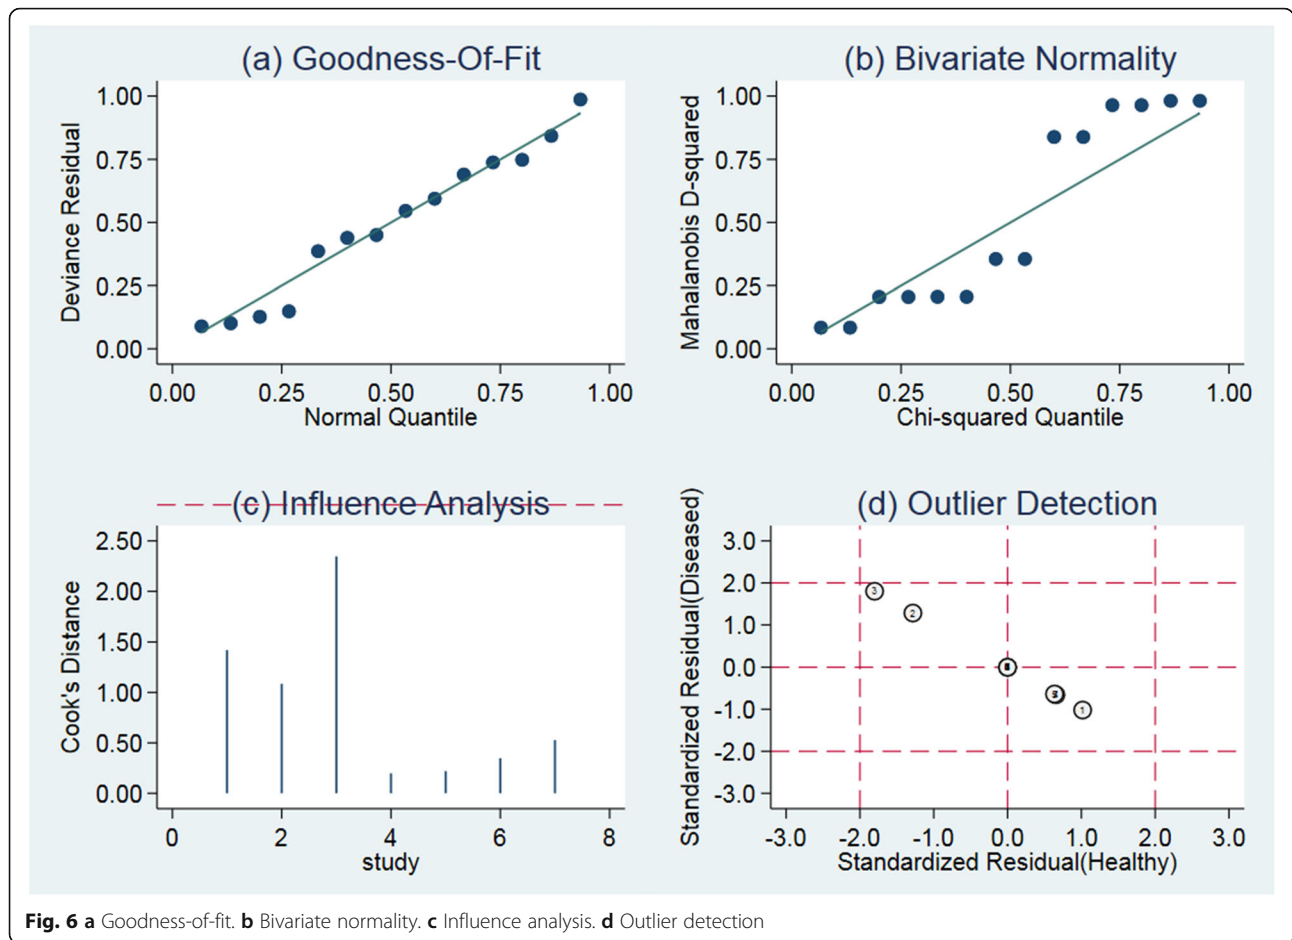 (a) Goodness-Of-Fit
Deviance Residual
1.00
0.75
0.50
0.25
0.00
0.00 0.25 0.50 0.75 1.00
Normal Quantile
(b) Bivariate Normality
Mahalanobis D-squared
1.00
0.75
0.50
0.25
0.00
0.00 0.25 0.50 0.75 1.00
Chi-squared Quantile
(c) Influence Analysis
Cook's Distance
2.50
2.00
1.50
1.00
0.50
0.00
0 2 4 6 8
study
(d) Outlier Detection
Standardized Residual(Diseased)
3.0
2.0
1.0
0.0
-1.0
-2.0
-3.0
3
2
1
-3.0 -2.0 -1.0 0.0 1.0 2.0 3.0
Standardized Residual(Healthy)
Fig. 6 a Goodness-of-fit. b Bivariate normality. c Influence analysis. d Outlier detection